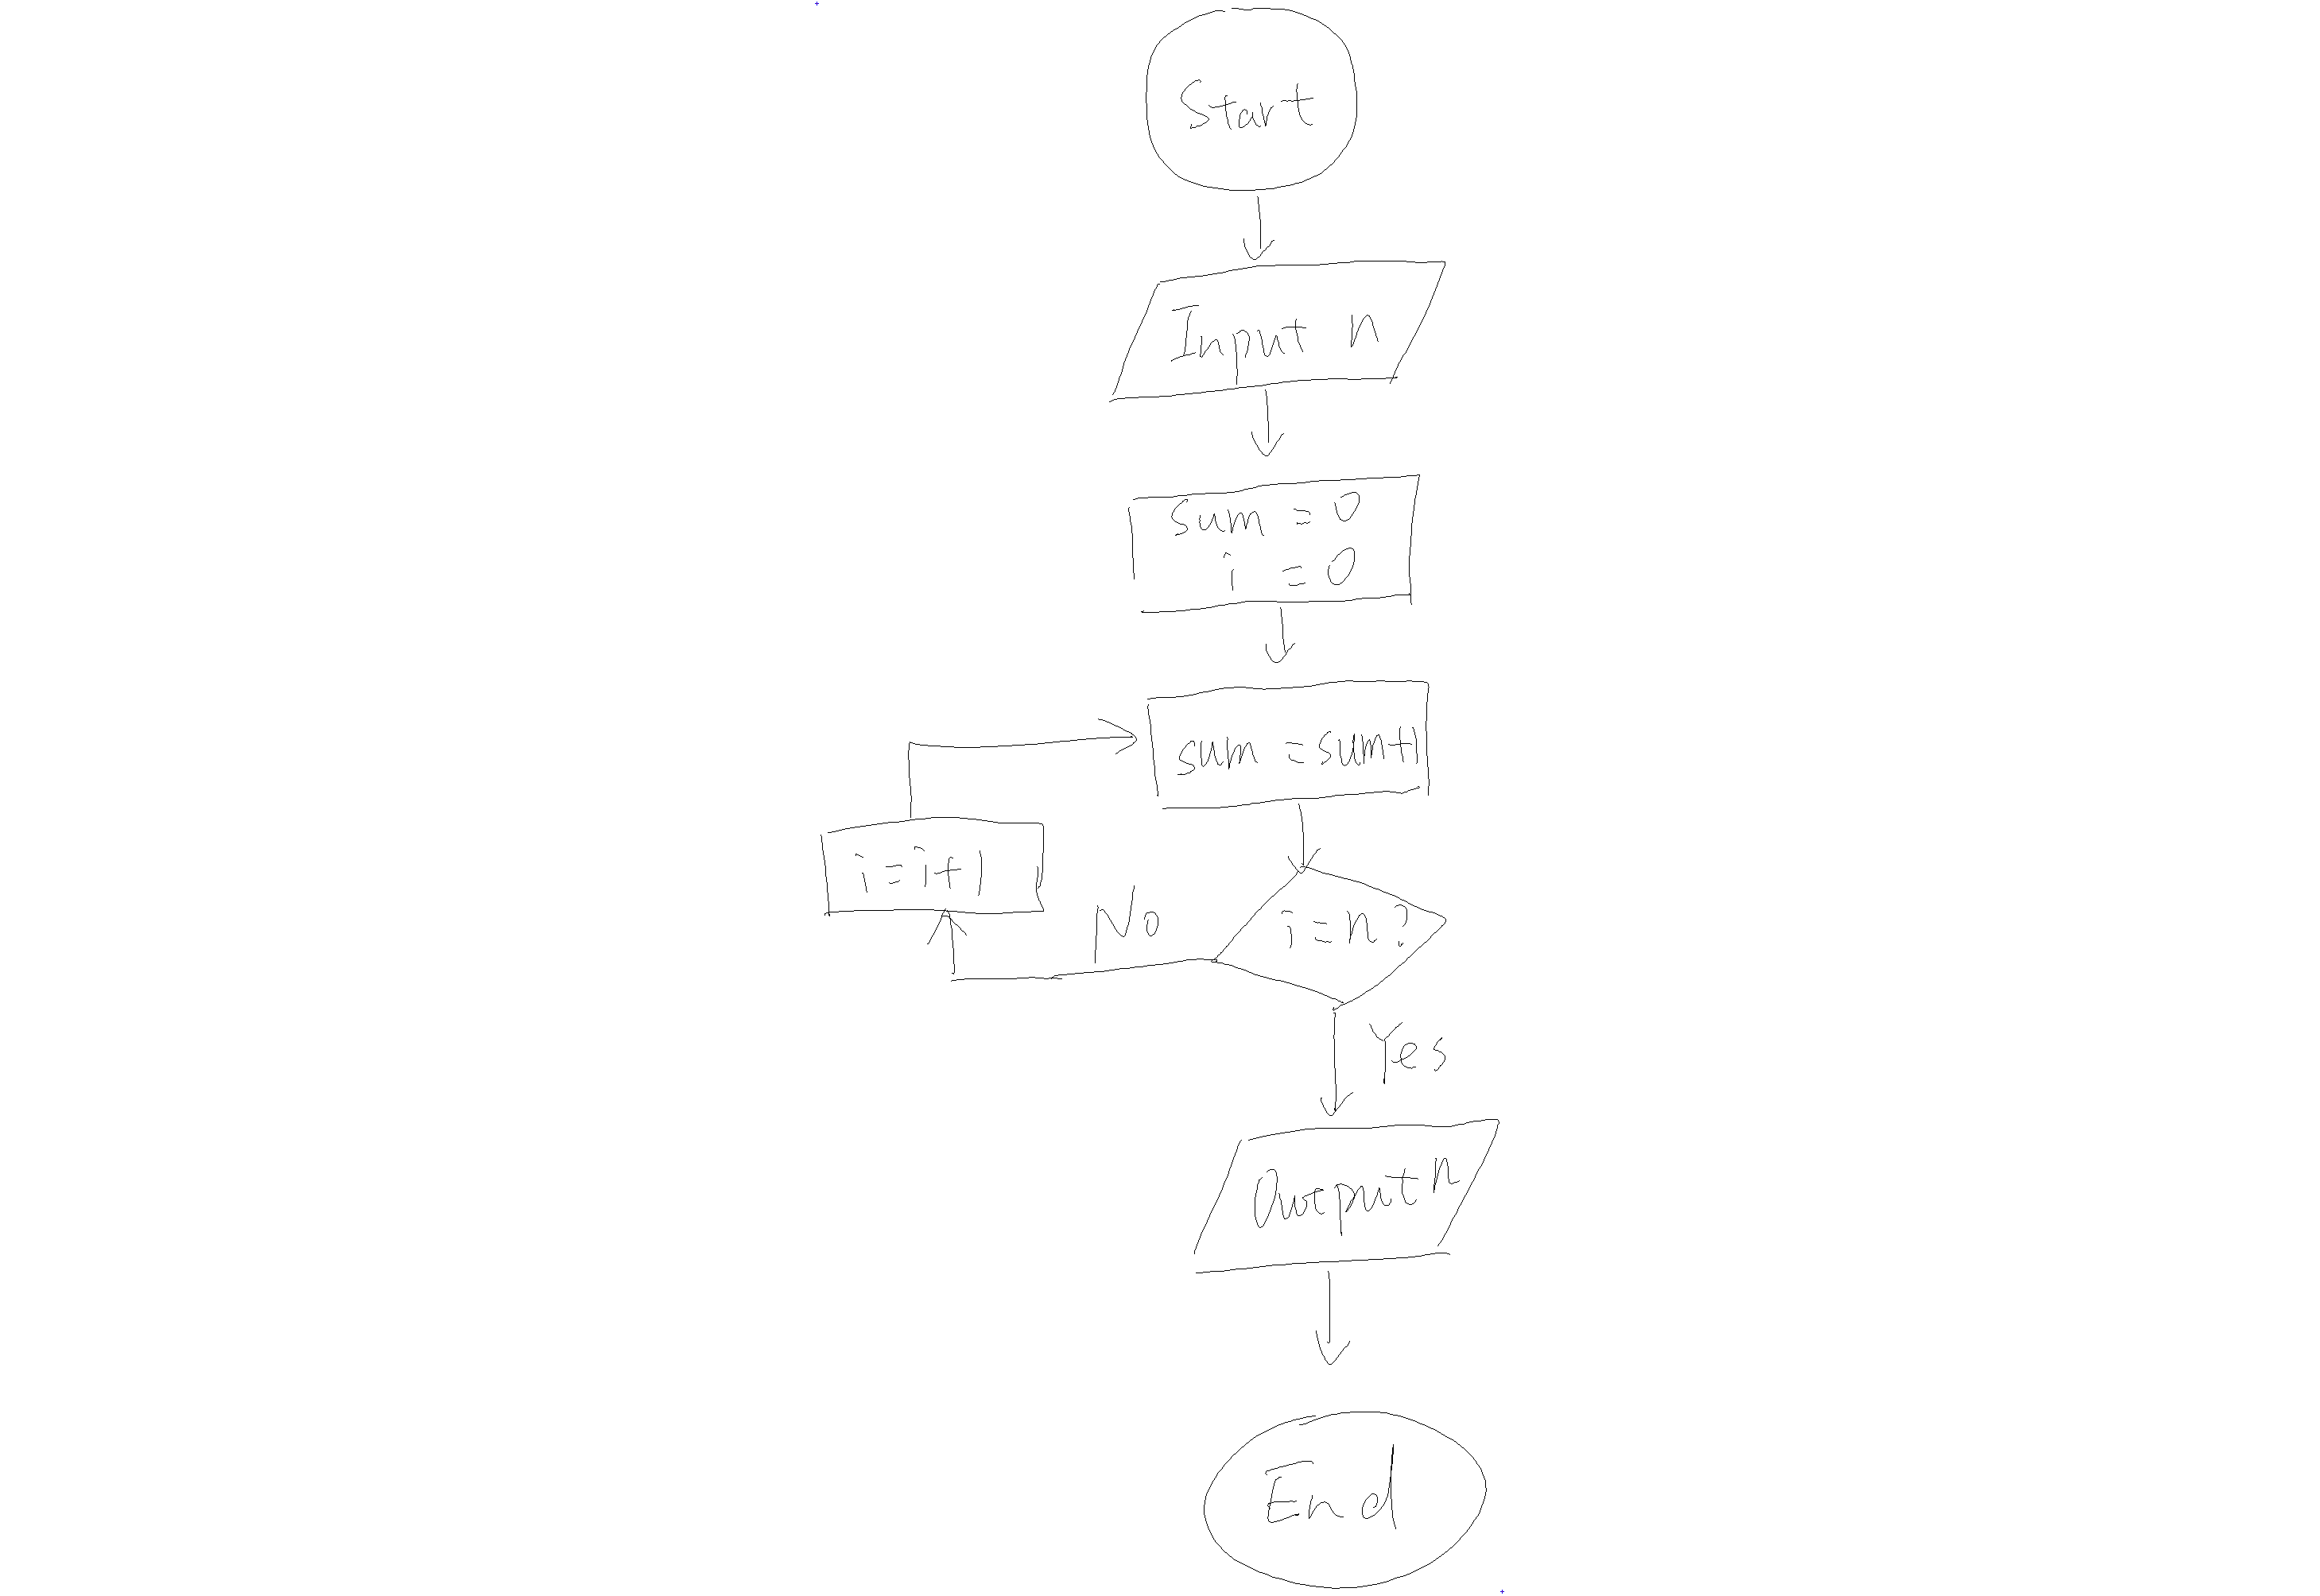 Start
Input n
sum = 0
i = 0
sum = sum+1
i = i+1
No
i = n?
Yes
Output n
End